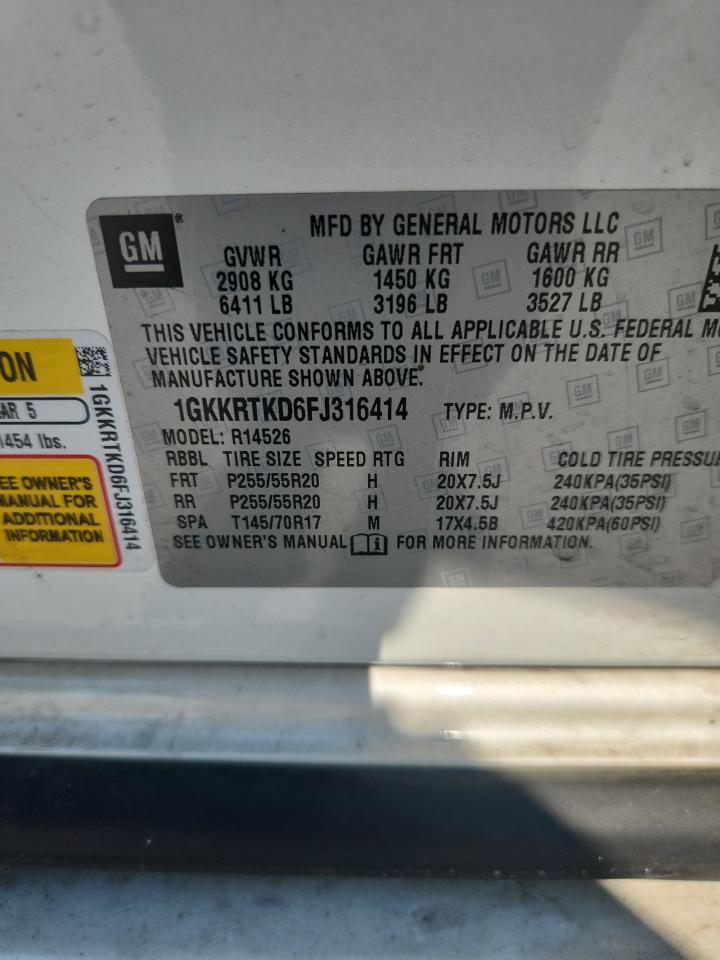 GM
MFD BY GENERAL MOTORS LLC
GVWR GAWR FRT GAWR RR
2908 KG 1450 KG 1600 KG
6411 LB 3196 LB 3527 LB
THIS VEHICLE CONFORMS TO ALL APPLICABLE U.S. FEDERAL
VEHICLE SAFETY STANDARDS IN EFFECT ON THE DATE OF
MANUFACTURE SHOWN ABOVE.
1GKKRTKD6FJ316414 TYPE: M.P.V.
MODEL: R14526
RBBL TIRE SIZE SPEED RTG RIM COLD TIRE PRESSU
FRT P255/55R20 H 20X7.5J 240KPA(35PSI)
RR P255/55R20 H 20X7.5J 240KPA(35PSI)
SPA T145/70R17 M 17X4.5B 420KPA(60PSI)
SEE OWNER'S MANUAL FOR MORE INFORMATION.
ON
AR 5
1454 lbs.
EE OWNER'S
MANUAL FOR
ADDITIONAL
INFORMATION
1GKKRTKD6FJ316414